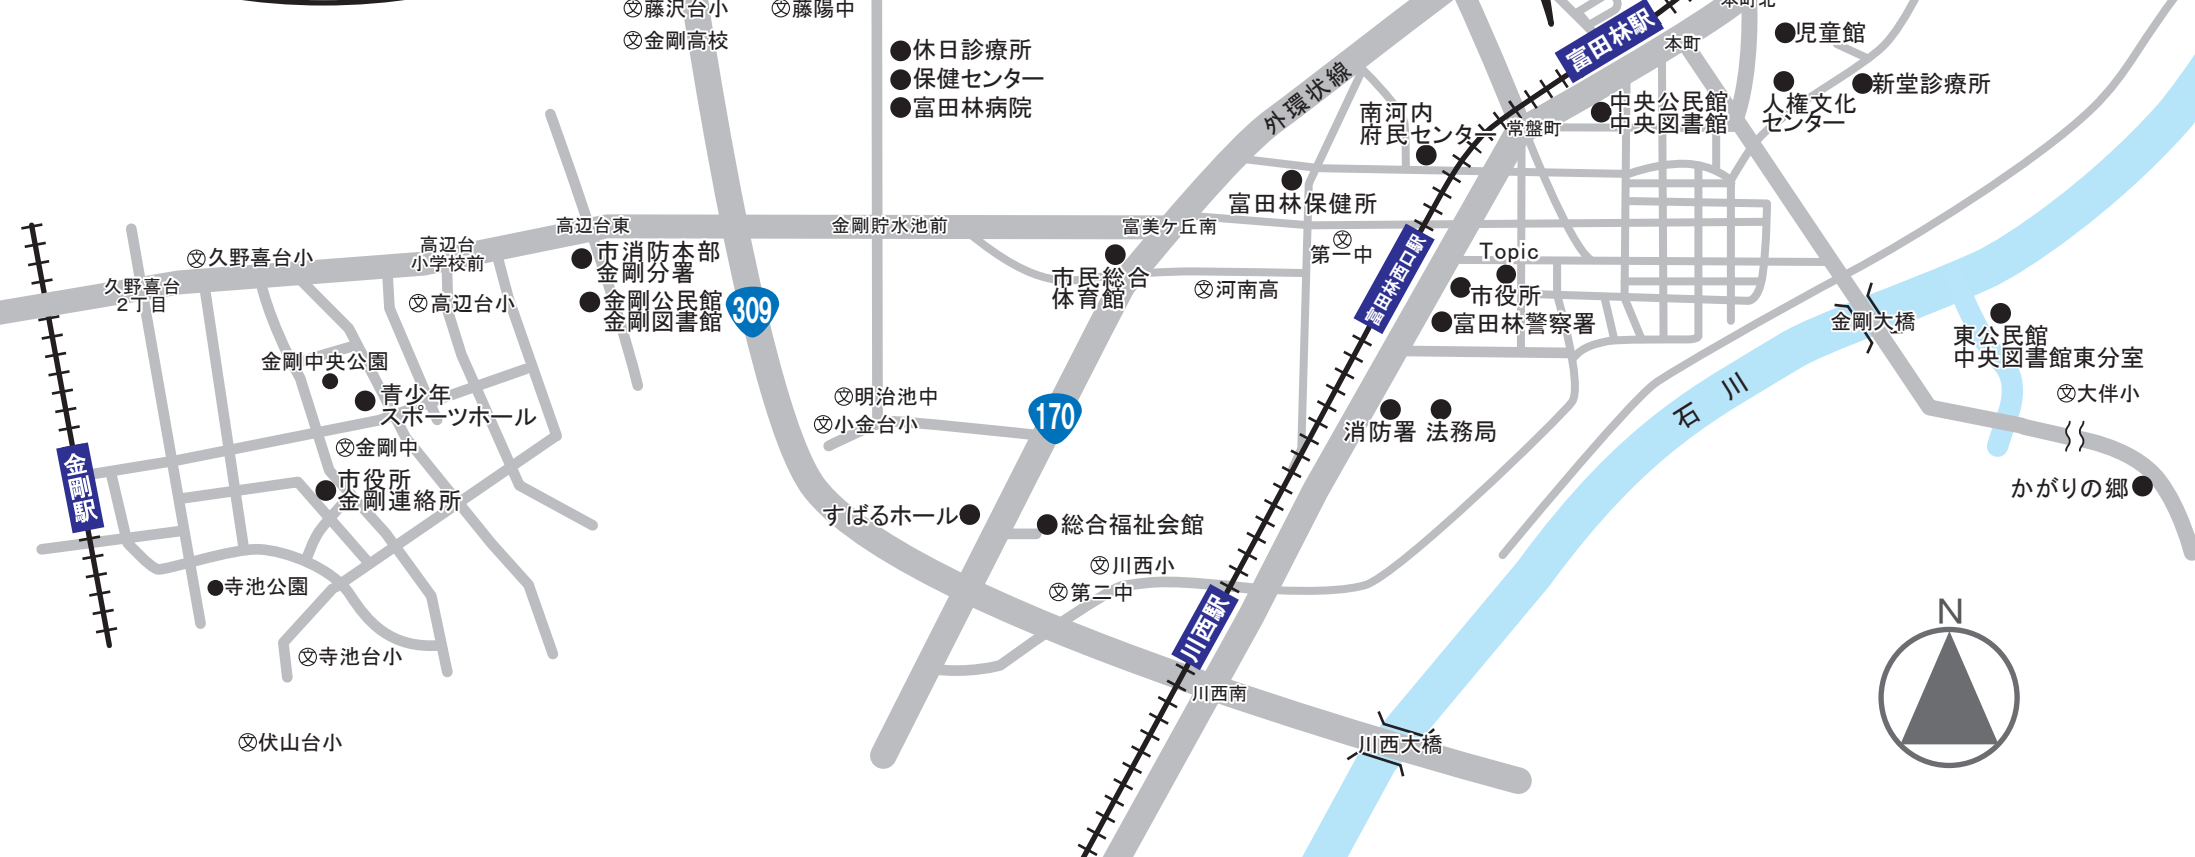 ㊛藤沢台小
㊛藤陽中
本町北
㊛金剛高校
休日診療所
保健センター
富田林病院
富田林駅
本町
児童館
外環状線
南河内
府民センター
常盤町
中央公民館
中央図書館
人権文化
センター
新堂診療所
富田林保健所
高辺台東
金剛貯水池前
富美ケ丘南
文
第一中
富田林西口駅
Topic
市役所
富田林警察署
文久野喜台小
高辺台
小学校前
久野喜台
2丁目
文高辺台小
市消防本部
金剛分署
金剛公民館
金剛図書館
309
市民総合
体育館
文河南高
金剛大橋
東公民館
中央図書館東分室
文大伴小
金剛中央公園
青少年
スポーツホール
文金剛中
市役所
金剛連絡所
金剛駅
文明治池中
文小金台小
170
消防署
法務局
石川
かがりの郷
すばるホール
総合福祉会館
文川西小
文第二中
川西駅
寺池公園
文寺池台小
文伏山台小
川西南
川西大橋
N